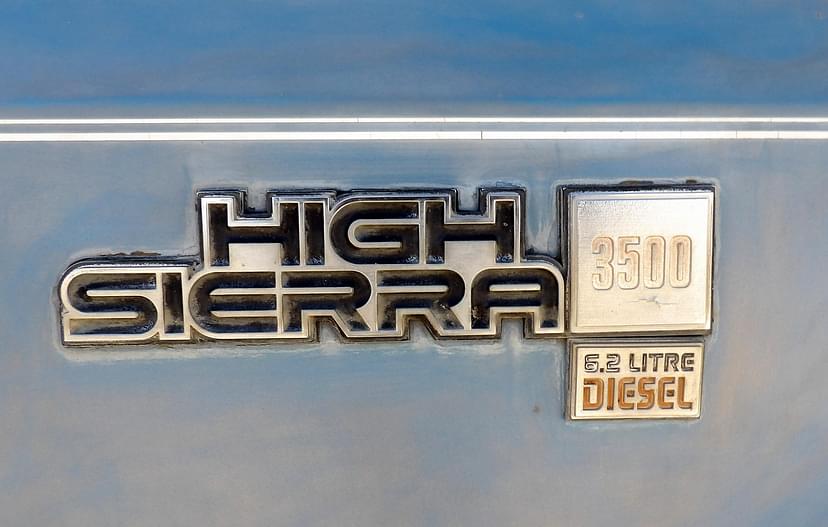 HIGH
SIERRA
3500
6.2 LITRE
DIESEL